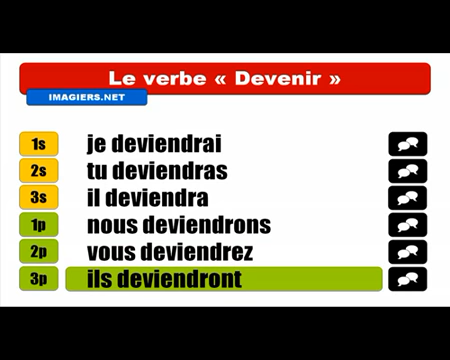 Le verbe « Devenir »
IMAGIERS.NET
1s je deviendrai
2s tu deviendras
3s il deviendra
1p nous deviendrons
2p vous deviendrez
3p ils deviendront